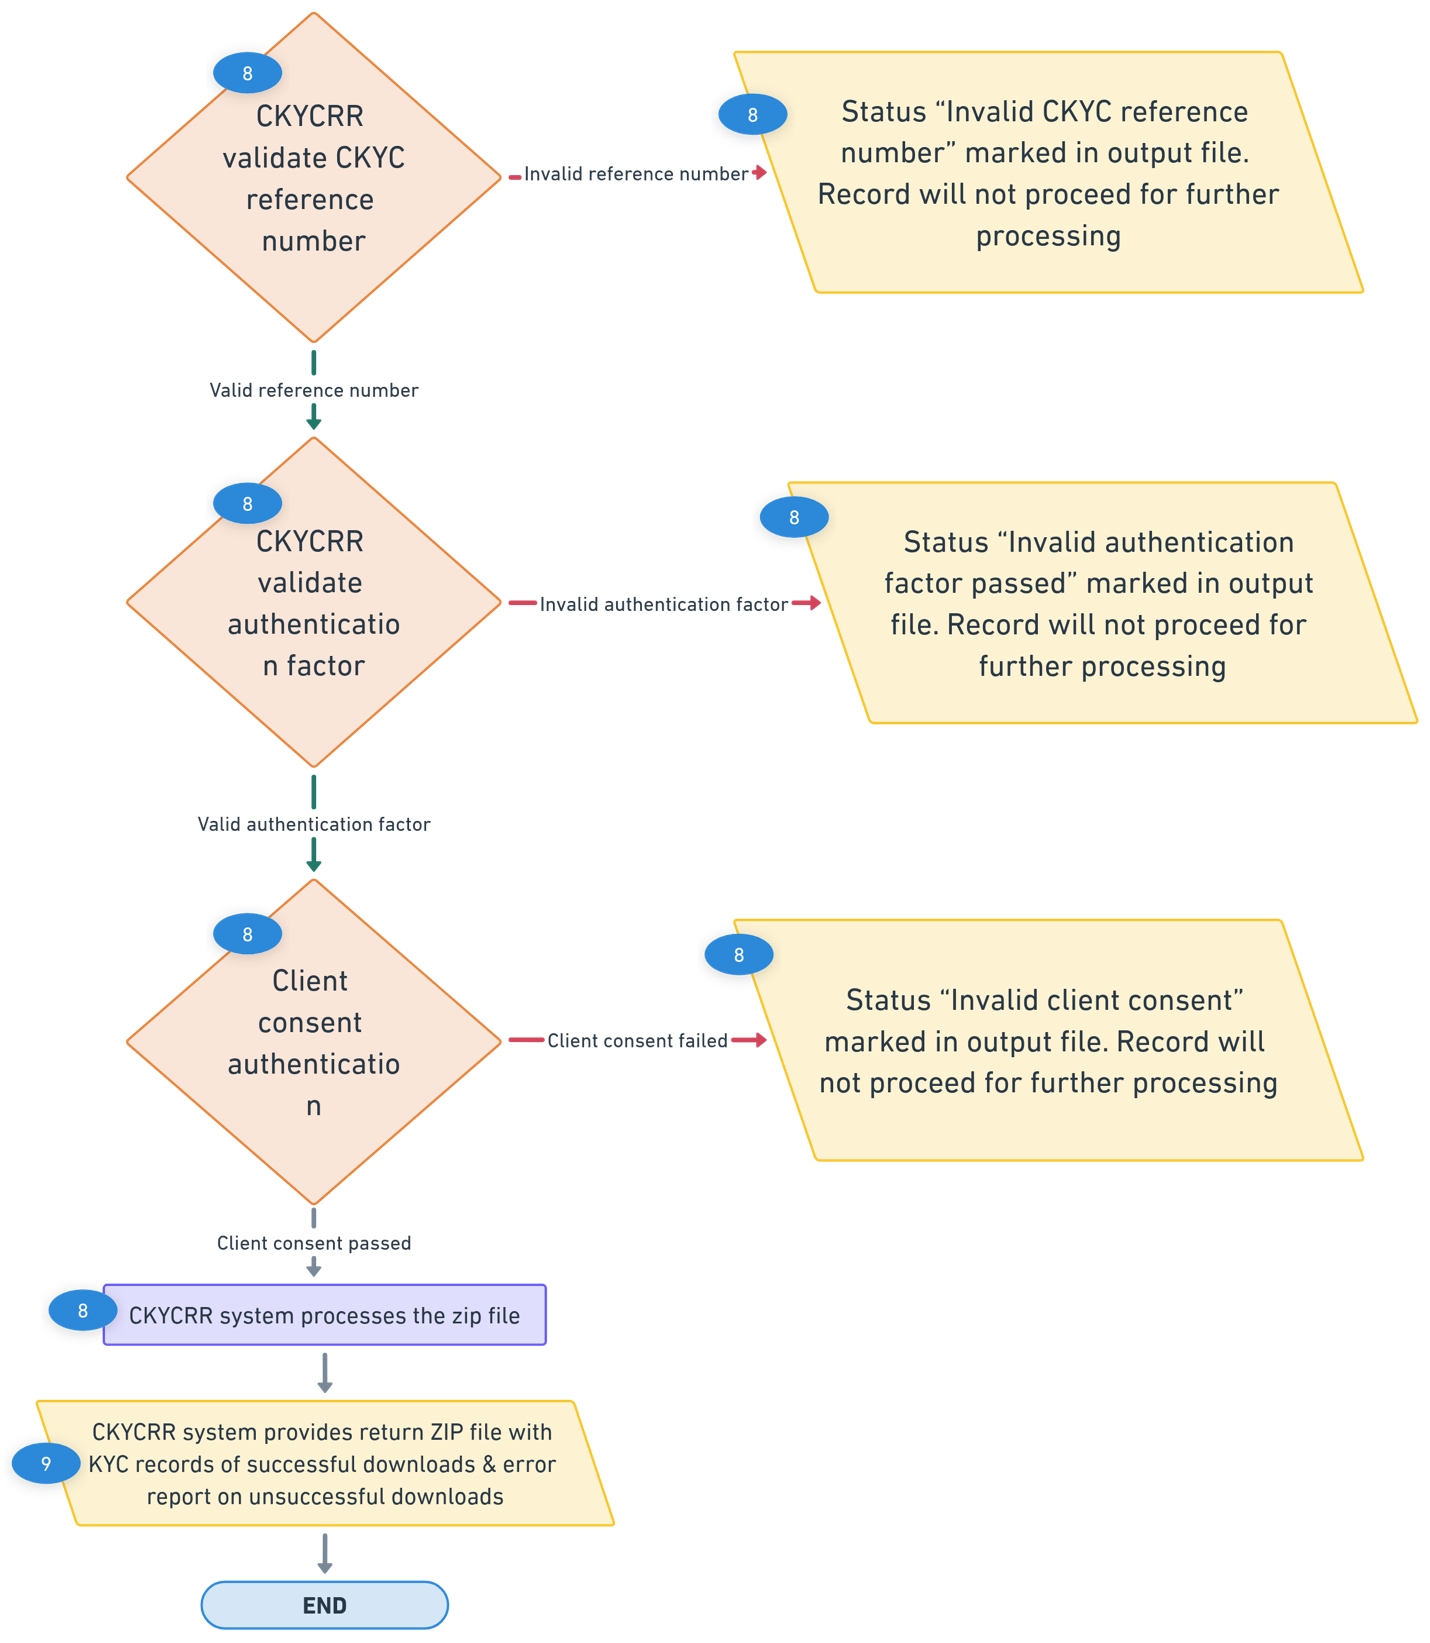 8
CKYCRR
validate CKYC
reference
number
Invalid reference number
8
Status “Invalid CKYC reference
number” marked in output file.
Record will not proceed for further
processing
Valid reference number
8
CKYCRR
validate
authenticatio
n factor
Invalid authentication factor
8
Status “Invalid authentication
factor passed” marked in output
file. Record will not proceed for
further processing
Valid authentication factor
8
Client
consent
authenticatio
n
Client consent failed
8
Status “Invalid client consent”
marked in output file. Record will
not proceed for further processing
Client consent passed
8
CKYCRR system processes the zip file
9
CKYCRR system provides return ZIP file with
KYC records of successful downloads & error
report on unsuccessful downloads
END